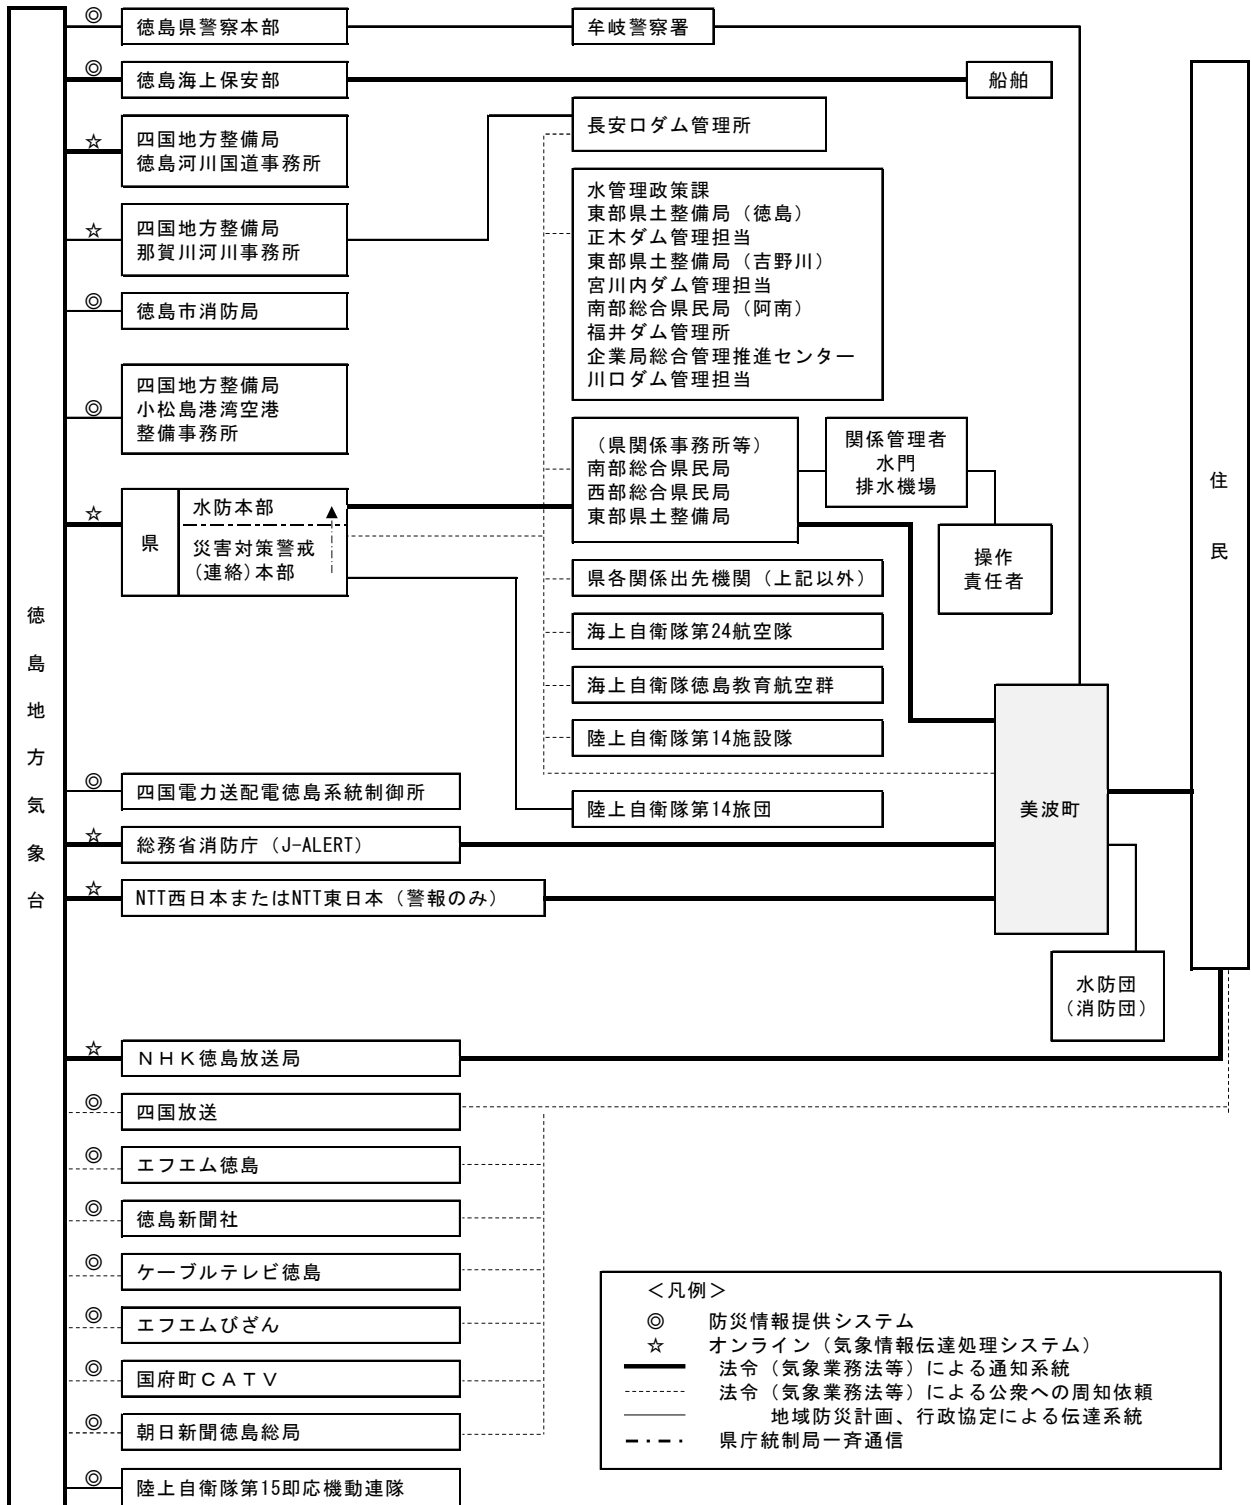 徳島地方気象台
◎
徳島県警察本部
牟岐警察署
◎
徳島海上保安部
船舶
☆
四国地方整備局
徳島河川国道事務所
長安口ダム管理所
☆
四国地方整備局
那賀川河川事務所
水管理政策課
東部県土整備局（徳島）
正木ダム管理担当
東部県土整備局（吉野川）
宮川内ダム管理担当
南部総合県民局（阿南）
福井ダム管理所
企業局総合管理推進センター
川口ダム管理担当
◎
徳島市消防局
◎
四国地方整備局
小松島港湾空港
整備事務所
（県関係事務所等）
南部総合県民局
西部総合県民局
東部県土整備局
関係管理者
水門
排水機場
操作
責任者
☆
県
水防本部
災害対策警戒
(連絡)本部
県各関係出先機関（上記以外）
海上自衛隊第24航空隊
海上自衛隊徳島教育航空群
陸上自衛隊第14施設隊
陸上自衛隊第14旅団
住民
美波町
水防団
（消防団）
◎
四国電力送配電徳島系統制御所
☆
総務省消防庁（J-ALERT）
☆
NTT西日本またはNTT東日本（警報のみ）
☆
ＮＨＫ徳島放送局
◎
四国放送
◎
エフエム徳島
◎
徳島新聞社
◎
ケーブルテレビ徳島
◎
エフエムびざん
◎
国府町ＣＡＴＶ
◎
朝日新聞徳島総局
◎
陸上自衛隊第15即応機動連隊
＜凡例＞
◎ 防災情報提供システム
☆ オンライン（気象情報伝達処理システム）
法令（気象業務法等）による通知系統
法令（気象業務法等）による公衆への周知依頼
地域防災計画、行政協定による伝達系統
県庁統制局一斉通信